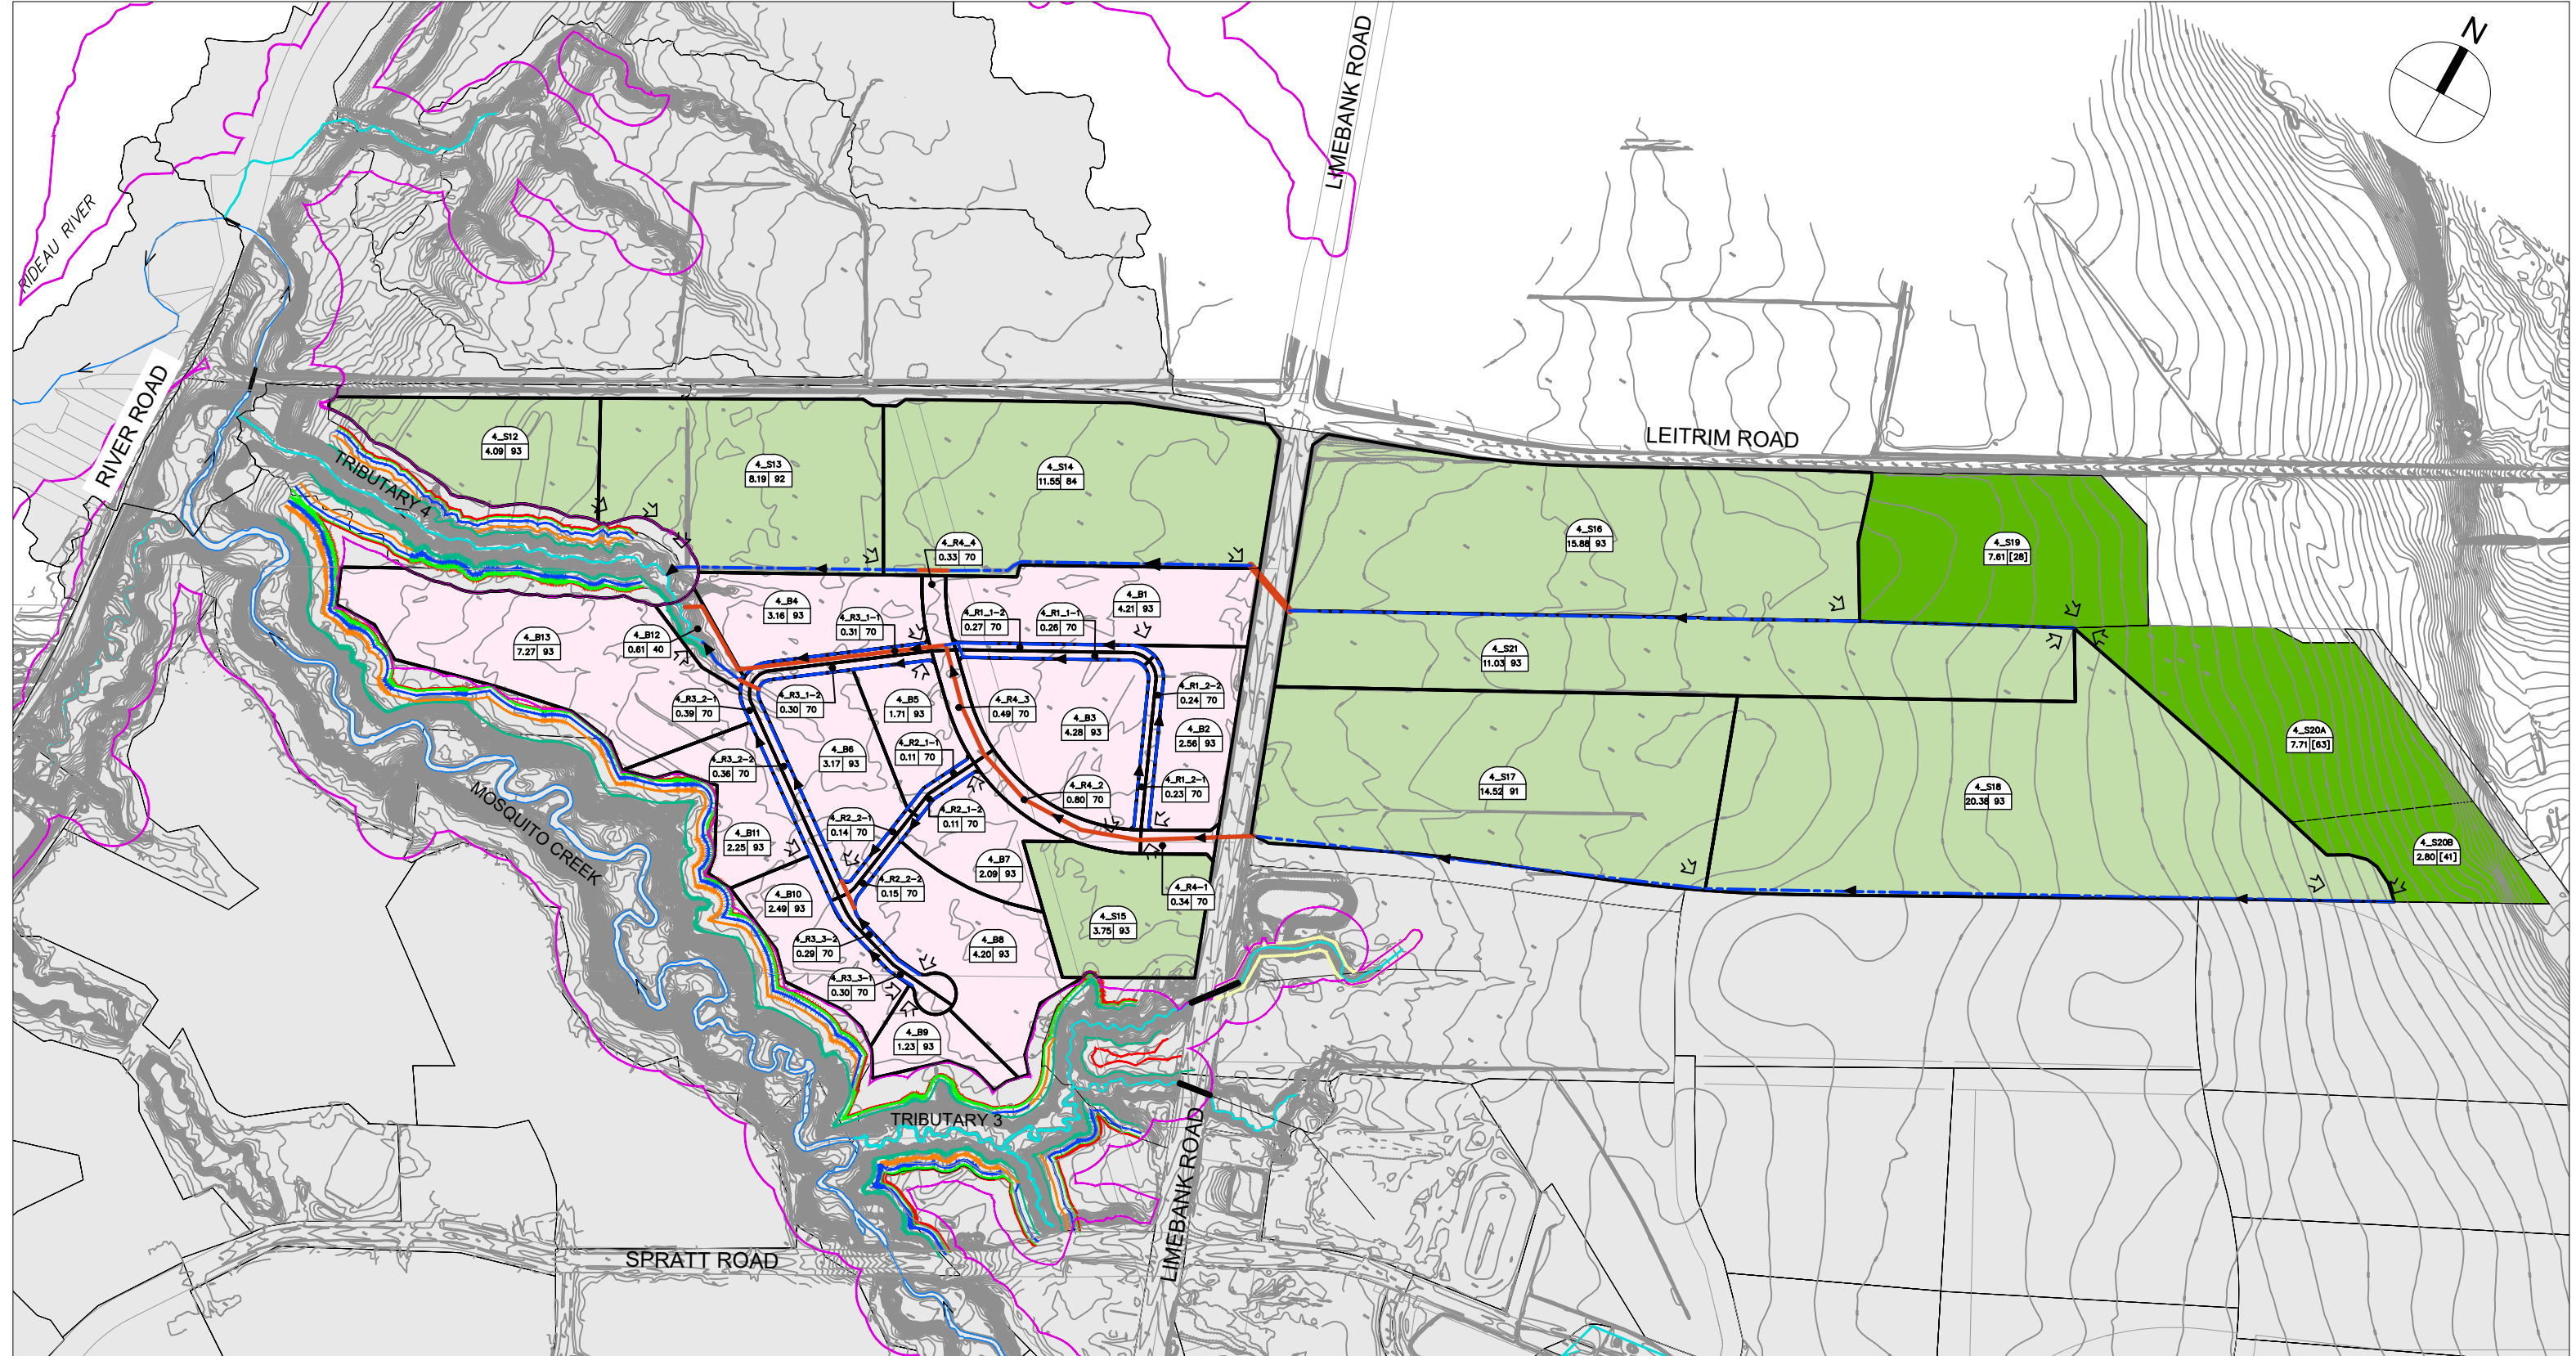 N
LIMEBANK ROAD
RIDEAU RIVER
RIVER ROAD
LEITRIM ROAD
TRIBUTARY 4
4_S12
4.09 93
4_S13
8.19 92
4_S14
11.55 84
4_S16
15.88 93
4_S19
7.61 [28]
4_R4_4
0.33 70
4_B4
3.16 93
4_R3_1-1
0.31 70
4_R1_1-2
0.27 70
4_R1_1-1
0.26 70
4_B1
4.21 93
4_B13
7.27 93
4_B12
0.61 40
4_S21
11.03 93
4_R3_2-1
0.39 70
4_R3_1-2
0.30 70
4_B5
1.71 93
4_R4_3
0.49 70
4_B3
4.28 93
4_R1_2-2
0.24 70
4_B2
2.56 93
4_S20A
7.71 [63]
4_R3_2-2
0.36 70
4_B6
3.17 93
4_R2_1-1
0.11 70
4_R4_2
0.80 70
4_R1_2-1
0.23 70
4_S17
14.52 91
4_S18
20.38 93
MOSQUITO CREEK
4_B11
2.25 93
4_R2_2-1
0.14 70
4_R2_1-2
0.11 70
4_S20B
2.80 [41]
4_B10
2.49 93
4_R2_2-2
0.15 70
4_B7
2.09 93
4_R4-1
0.34 70
4_S15
3.75 93
4_R3_3-2
0.29 70
4_B8
4.20 93
4_R3_3-1
0.30 70
4_B9
1.23 93
TRIBUTARY 3
LIMEBANK ROAD
SPRATT ROAD